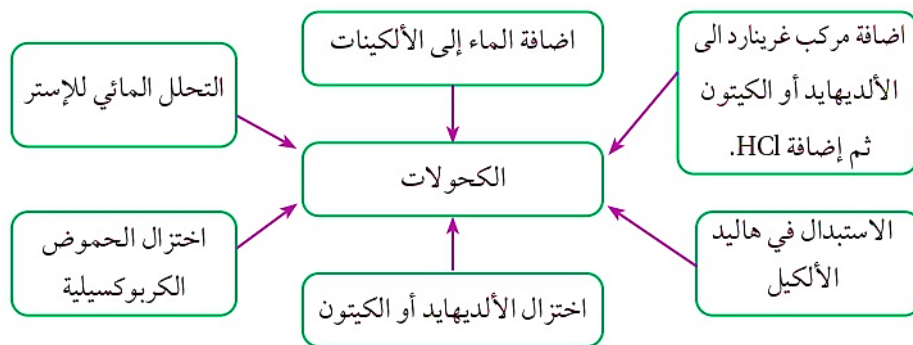 اضافة مركب غرينارد الى
الألديهايد أو الكيتون
ثم إضافة HCl.
اضافة الماء إلى الألكينات
التحلل المائي للإستر
الكحولات
الاستبدال في هاليد
الألكيل
اختزال الألديهايد أو الكيتون
اختزال الحموض
الكربوكسيلية